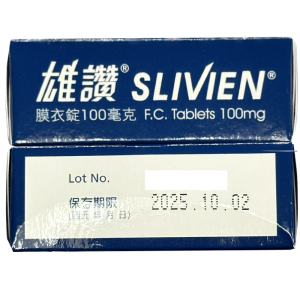 雄讚® SLIVIEN®
膜衣錠100毫克 F.C. Tablets 100mg
Lot No.
保存期限 2025.10.02
(西元年月日)